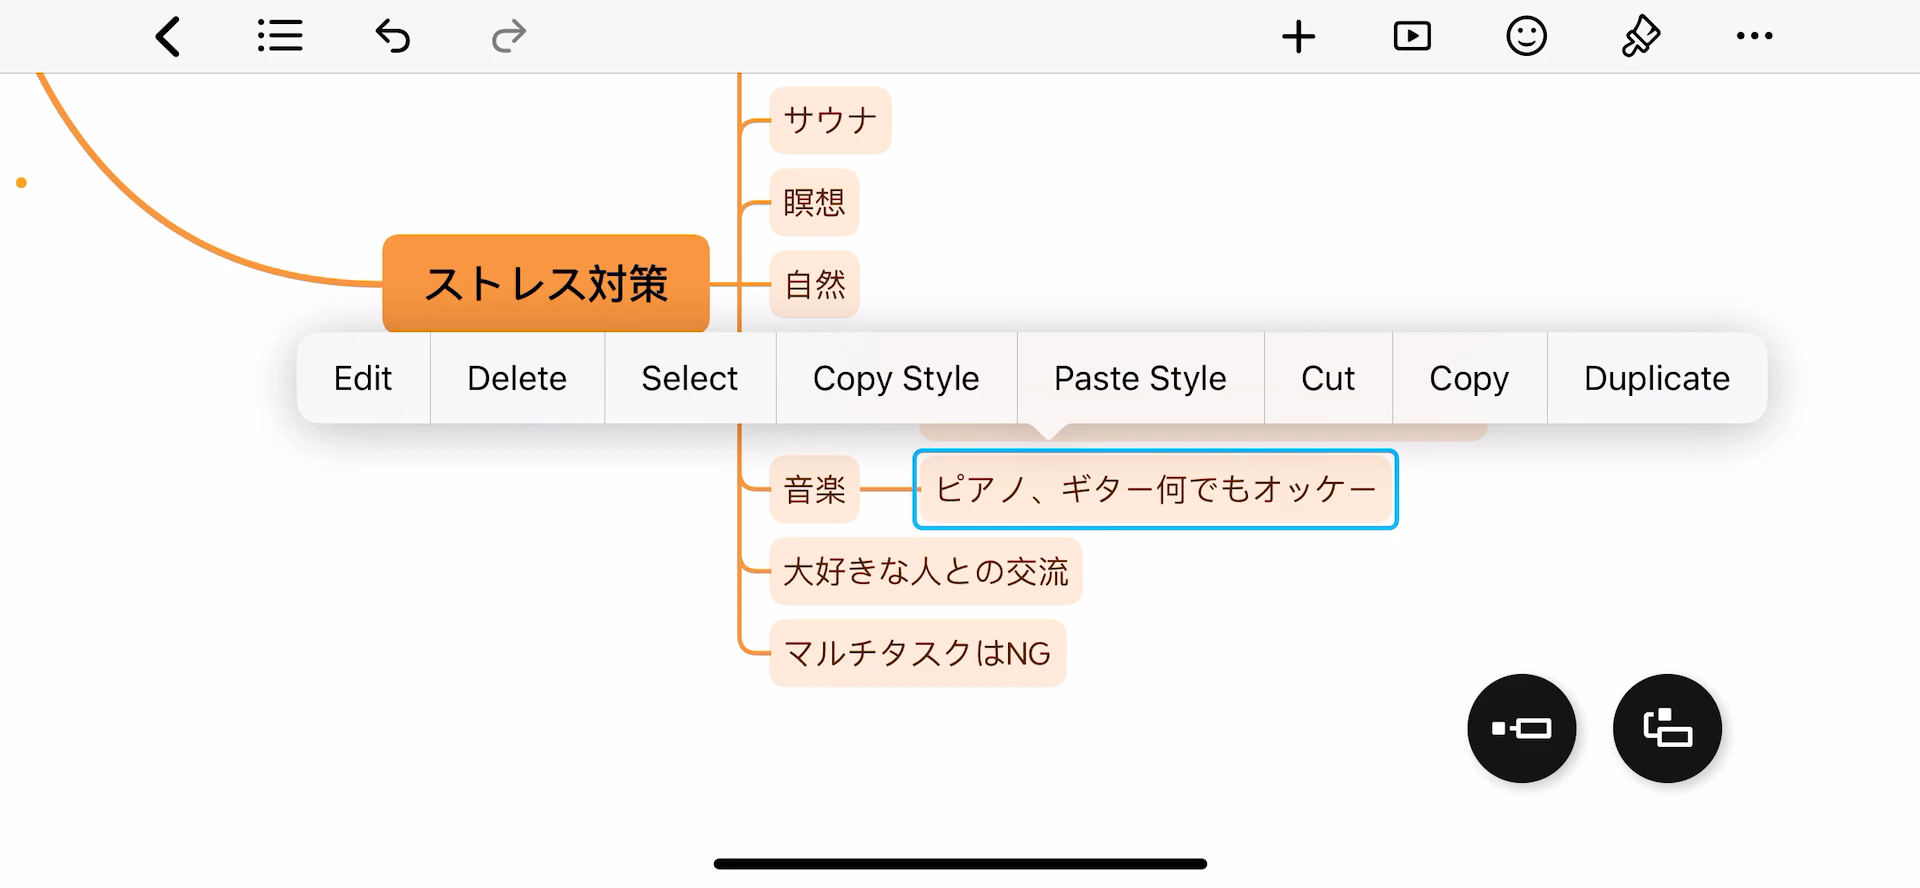 サウナ
瞑想
ストレス対策
自然
Edit
Delete
Select
Copy Style
Paste Style
Cut
Copy
Duplicate
音楽
ピアノ、ギター何でもオッケー
大好きな人との交流
マルチタスクはNG